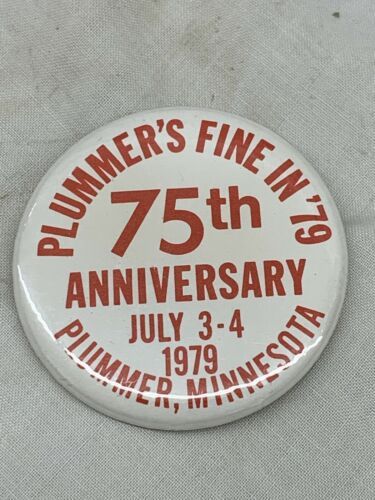 PLUMMER'S FINE IN '79
75th
ANNIVERSARY
JULY 3-4
1979
PLUMMER, MINNESOTA